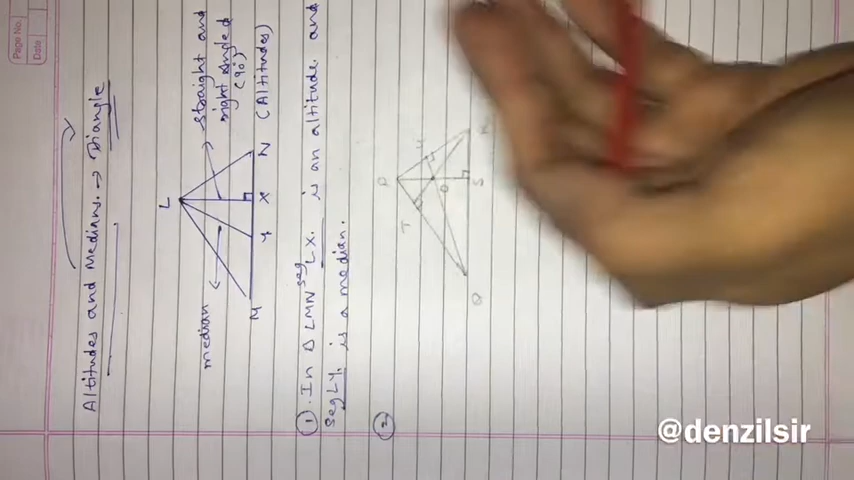 Page No.
Date
Altitudes and medians. → Diangle
L
median
straight and
right angled
(90°)
M Y X N (Altitudes)
① . In Δ LMN seg LX. is an altitude and
seg LY. is a median.
②
P
T
U
O
Q
S
R
@denzilsir